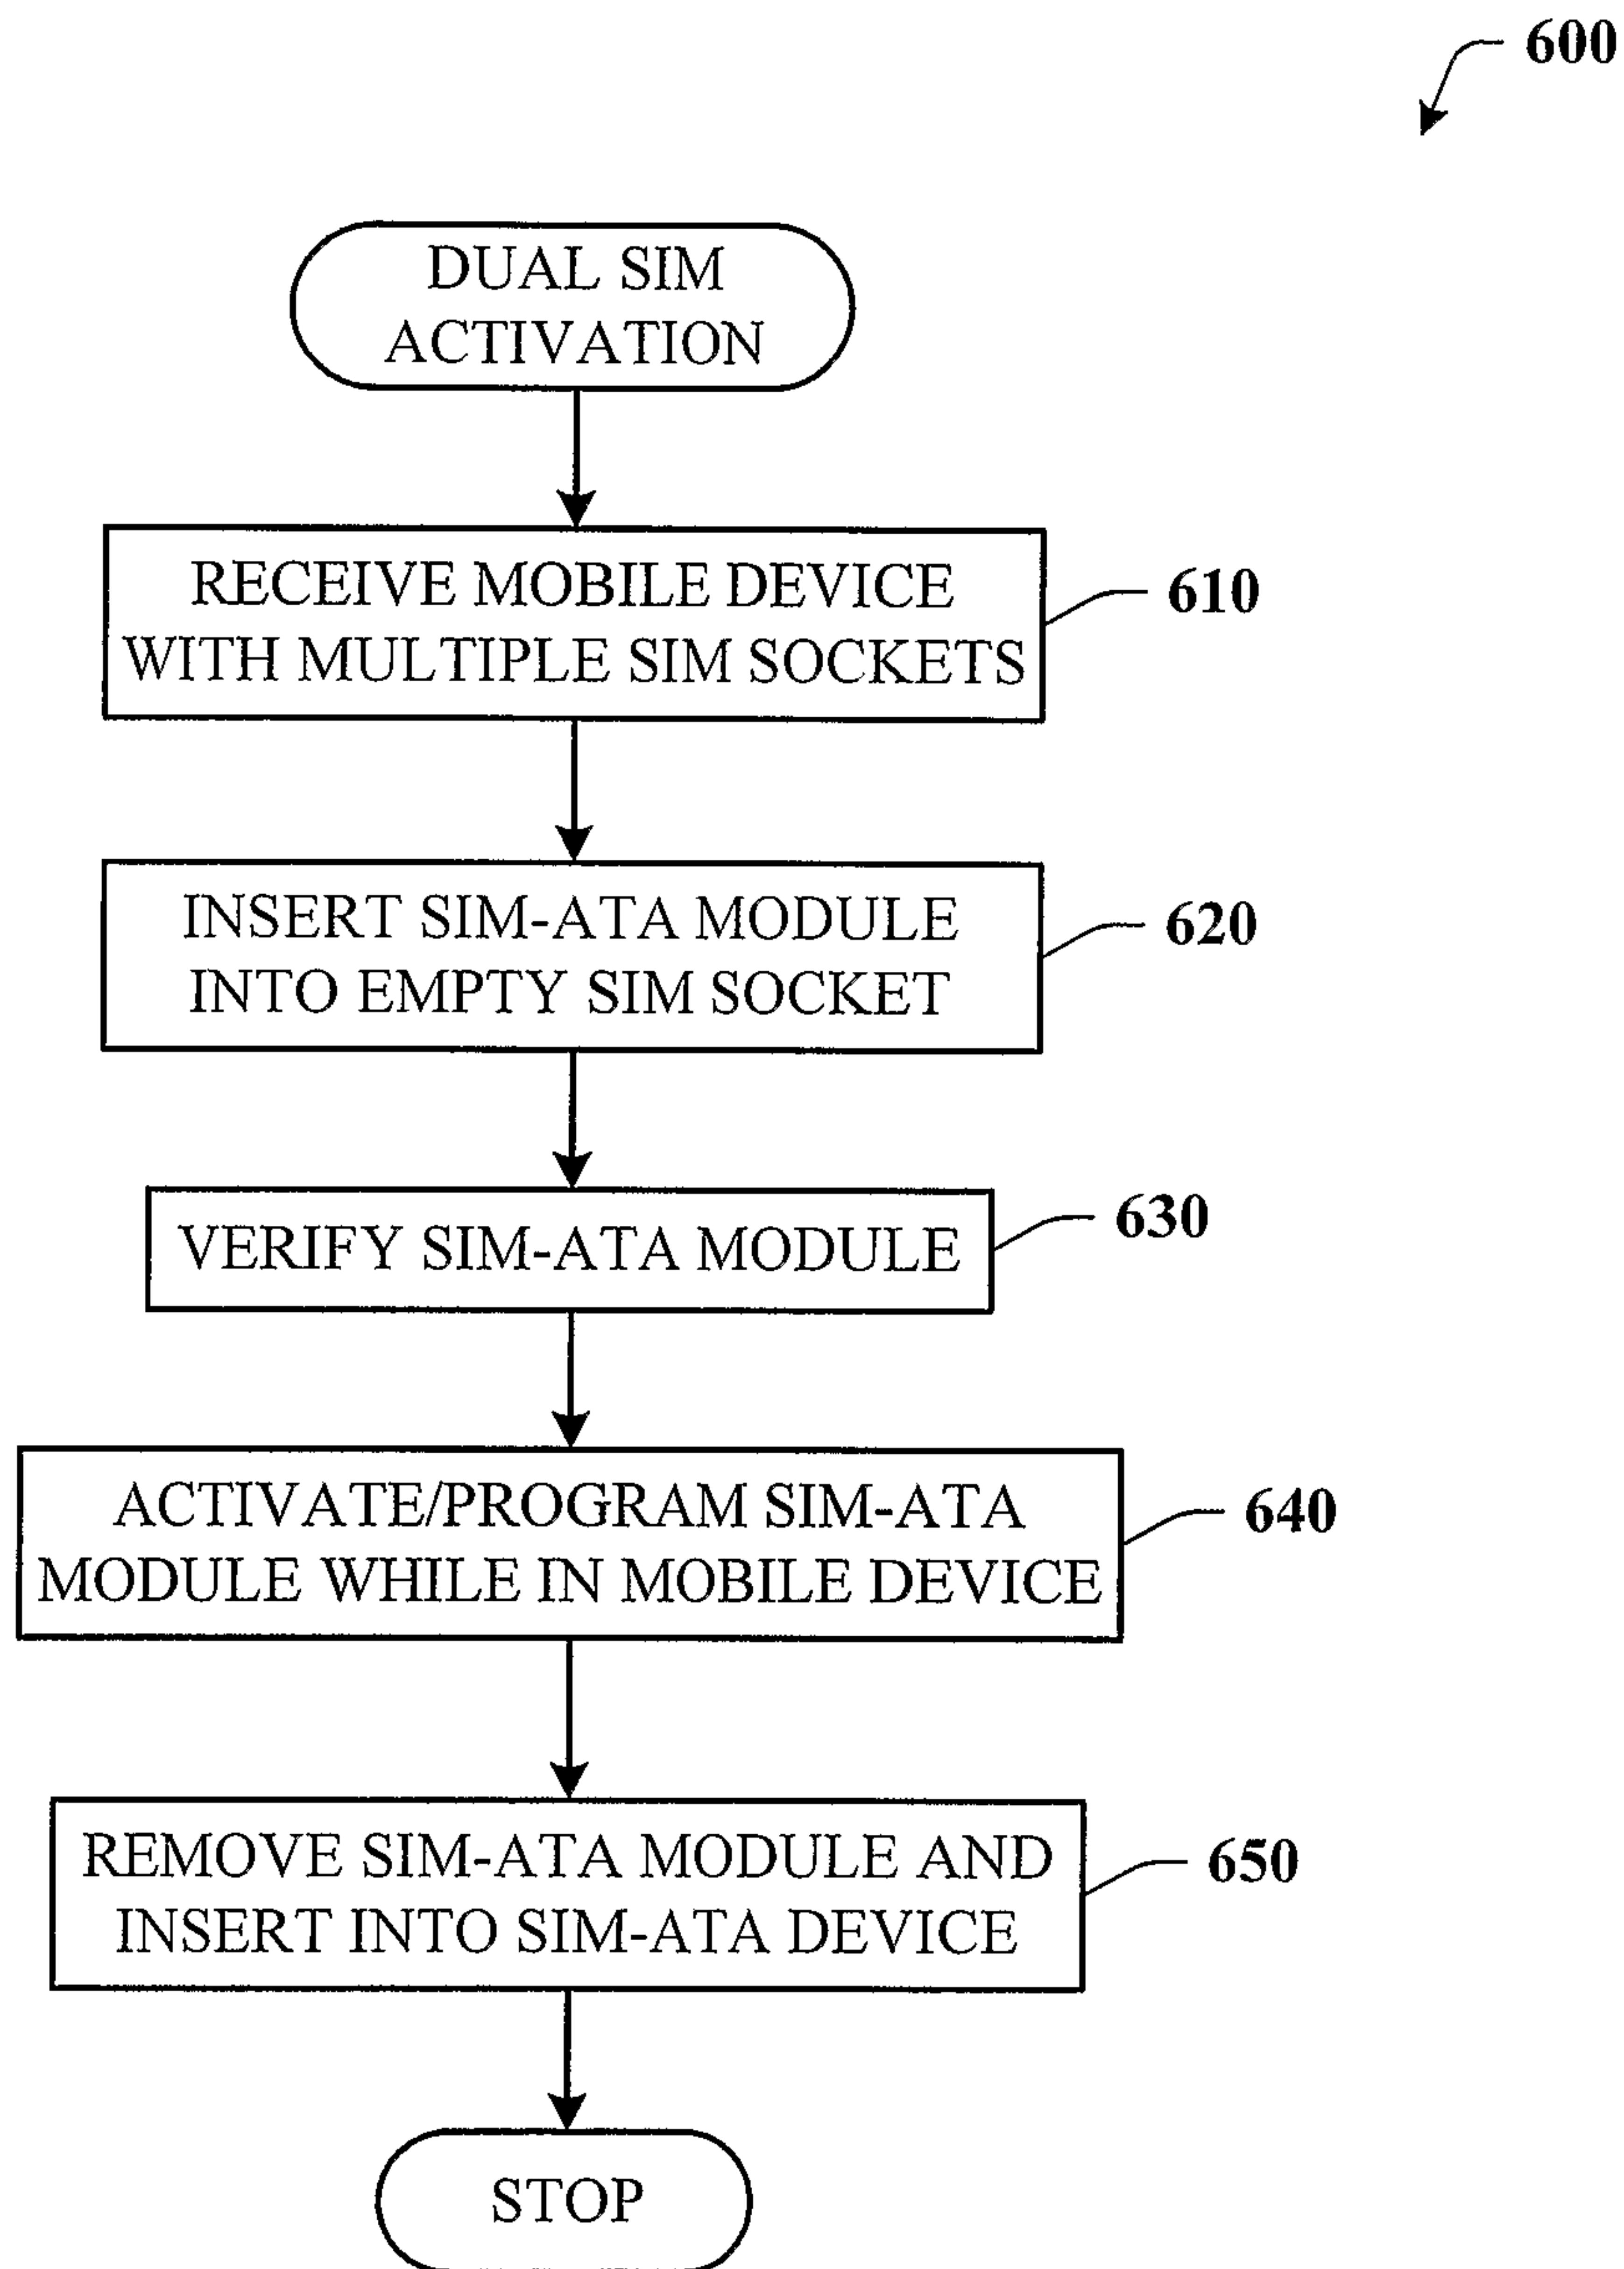 600
DUAL SIM
ACTIVATION
RECEIVE MOBILE DEVICE
WITH MULTIPLE SIM SOCKETS
610
INSERT SIM-ATA MODULE
INTO EMPTY SIM SOCKET
620
VERIFY SIM-ATA MODULE
630
ACTIVATE/PROGRAM SIM-ATA
MODULE WHILE IN MOBILE DEVICE
640
REMOVE SIM-ATA MODULE AND
INSERT INTO SIM-ATA DEVICE
650
STOP